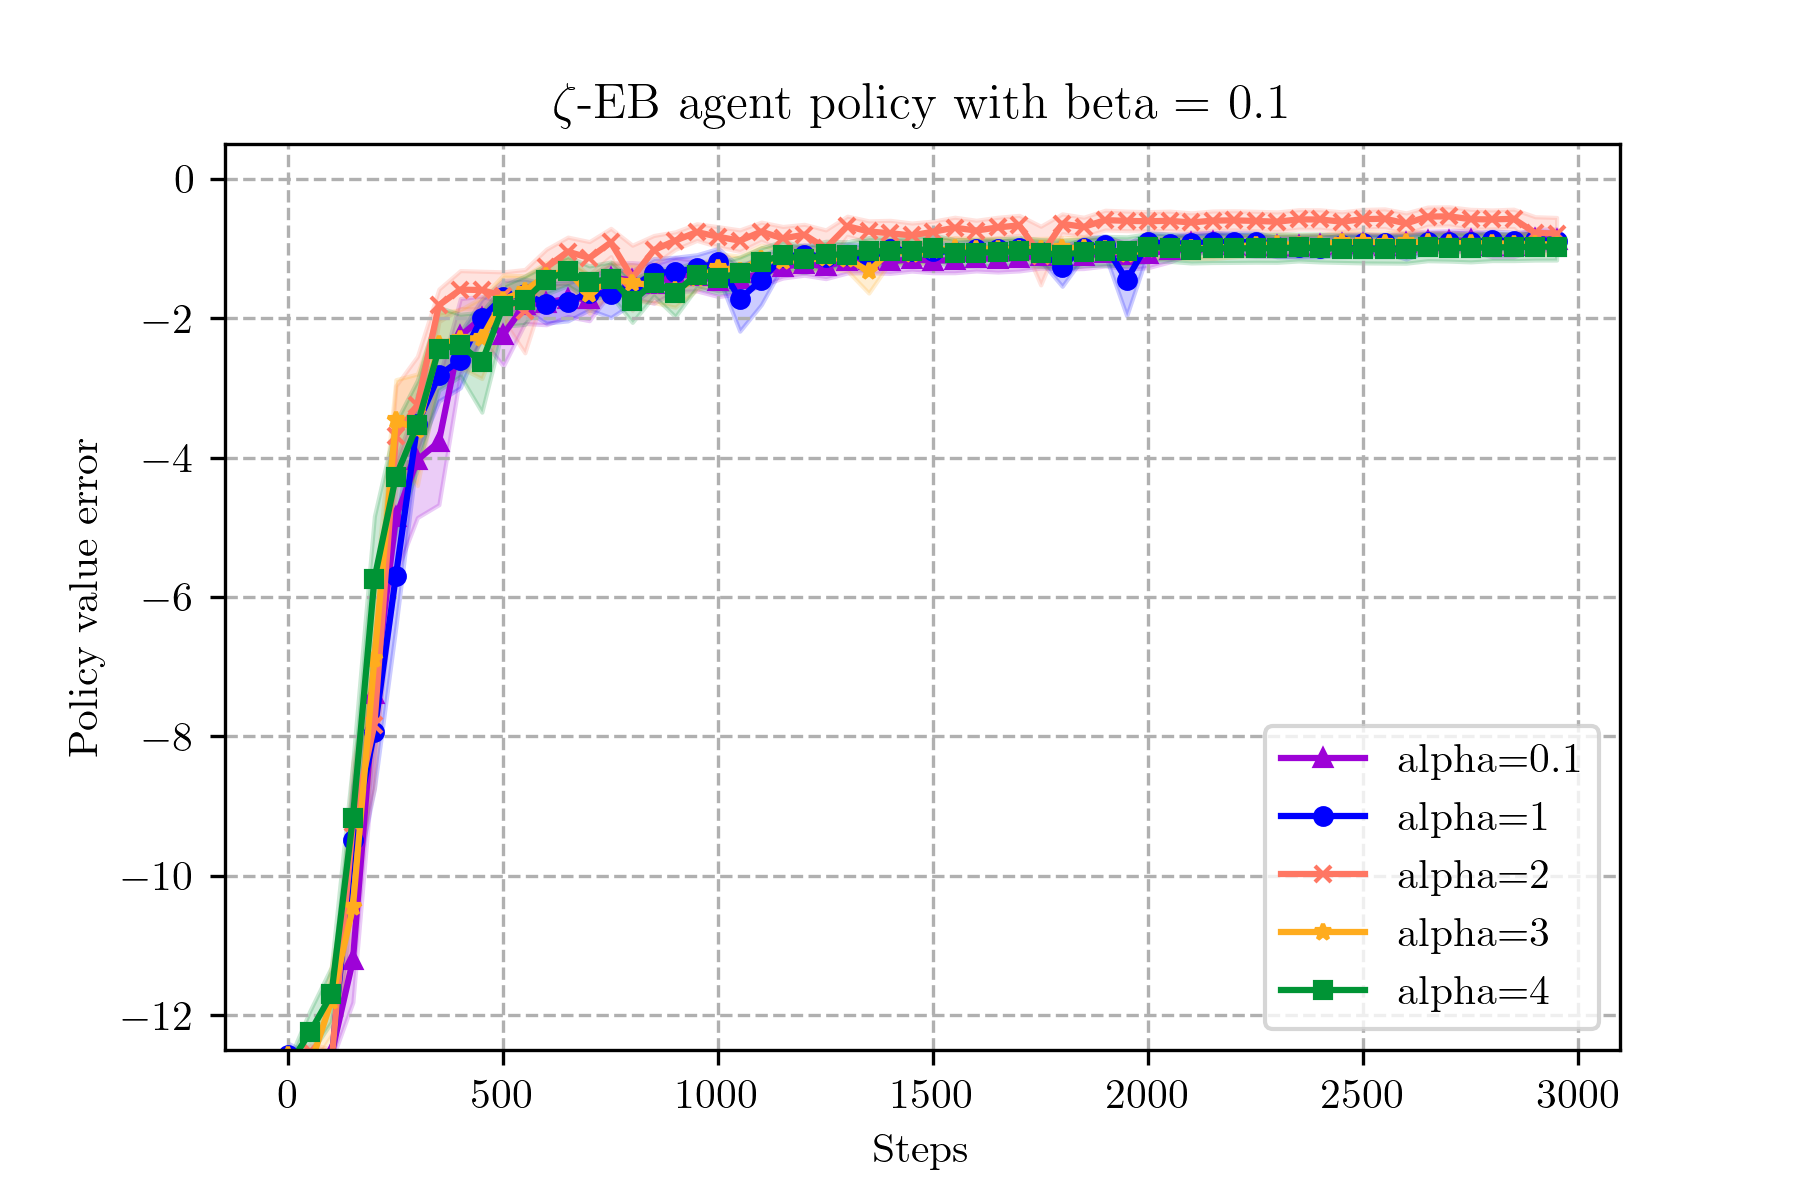 ζ-EB agent policy with beta = 0.1
Policy value error
0
−2
−4
−6
−8
−10
−12
0 500 1000 1500 2000 2500 3000
Steps
alpha=0.1
alpha=1
alpha=2
alpha=3
alpha=4